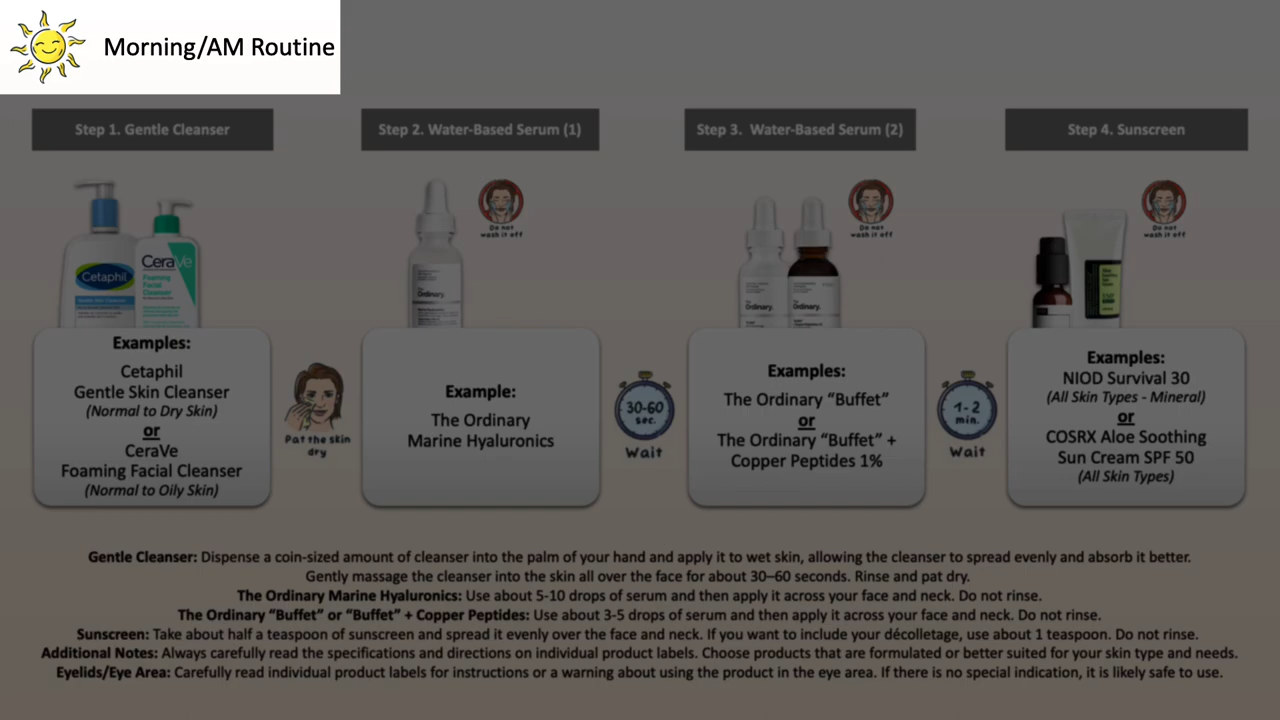 Morning/AM Routine
Step 1. Gentle Cleanser
Step 2. Water-Based Serum (1)
Step 3. Water-Based Serum (2)
Step 4. Sunscreen
Do not
wash it off
Do not
wash it off
Do not
wash it off
Cetaphil
Gentle Skin Cleanser
CeraVe
Foaming
Facial
Cleanser
The
Ordinary.
The
Ordinary.
The
Ordinary.
Examples:
Cetaphil
Gentle Skin Cleanser
(Normal to Dry Skin)
or
CeraVe
Foaming Facial Cleanser
(Normal to Oily Skin)
Pat the skin
dry
Example:
The Ordinary
Marine Hyaluronics
30-60
sec.
Wait
Examples:
The Ordinary “Buffet”
or
The Ordinary “Buffet” +
Copper Peptides 1%
1-2
min.
Wait
Examples:
NIOD Survival 30
(All Skin Types - Mineral)
or
COSRX Aloe Soothing
Sun Cream SPF 50
(All Skin Types)
Gentle Cleanser: Dispense a coin-sized amount of cleanser into the palm of your hand and apply it to wet skin, allowing the cleanser to spread evenly and absorb it better.
Gently massage the cleanser into the skin all over the face for about 30–60 seconds. Rinse and pat dry.
The Ordinary Marine Hyaluronics: Use about 5-10 drops of serum and then apply it across your face and neck. Do not rinse.
The Ordinary “Buffet” or “Buffet” + Copper Peptides: Use about 3-5 drops of serum and then apply it across your face and neck. Do not rinse.
Sunscreen: Take about half a teaspoon of sunscreen and spread it evenly over the face and neck. If you want to include your décolletage, use about 1 teaspoon. Do not rinse.
Additional Notes: Always carefully read the specifications and directions on individual product labels. Choose products that are formulated or better suited for your skin type and needs.
Eyelids/Eye Area: Carefully read individual product labels for instructions or a warning about using the product in the eye area. If there is no special indication, it is likely safe to use.